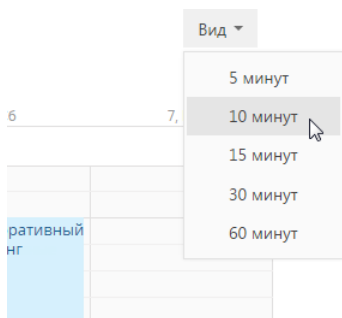 Вид
5 минут
6
7,
10 минут
15 минут
30 минут
60 минут
ративный
нг